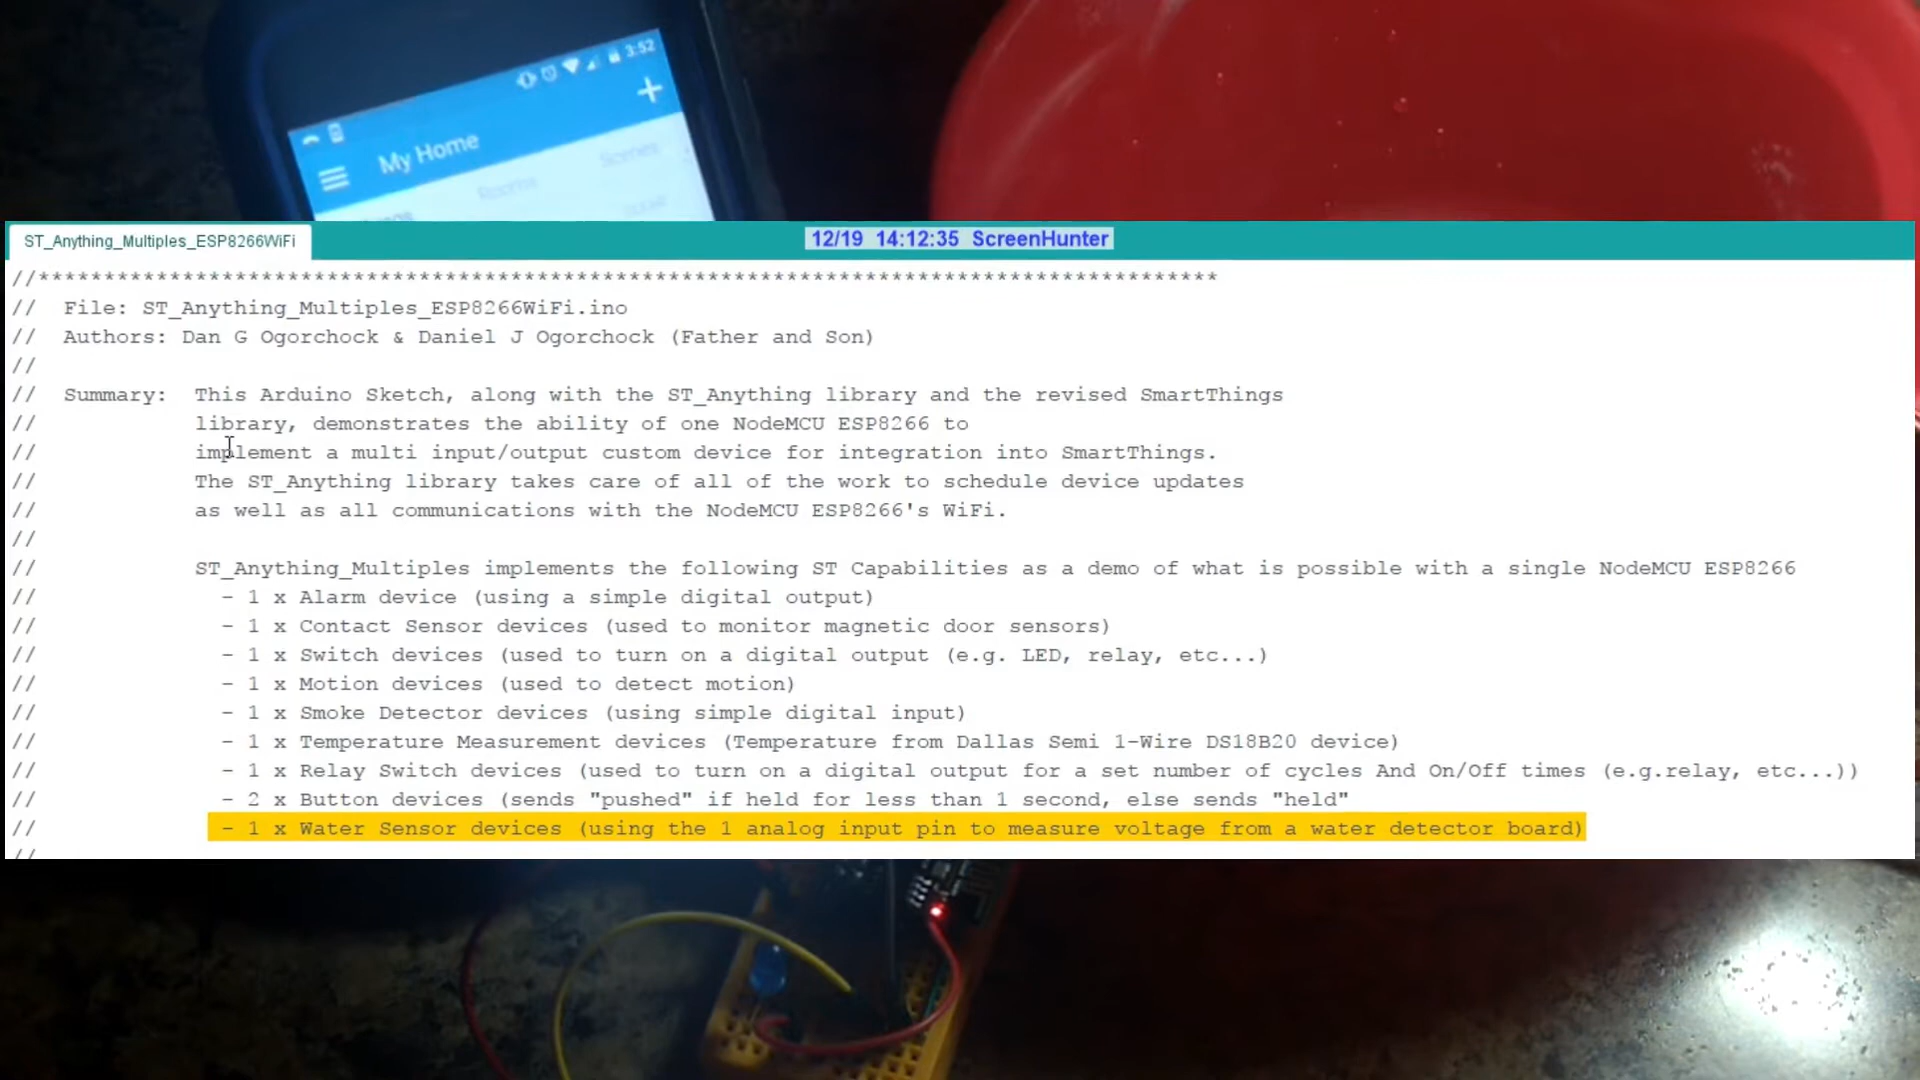 3:52
+
My Home
Rooms
Scenes
ST_Anything_Multiples_ESP8266WiFi
12/19 14:12:35 ScreenHunter
//******************************************************************************************
// File: ST_Anything_Multiples_ESP8266WiFi.ino
// Authors: Dan G Ogorchock & Daniel J Ogorchock (Father and Son)
//
// Summary: This Arduino Sketch, along with the ST_Anything library and the revised SmartThings
// library, demonstrates the ability of one NodeMCU ESP8266 to
// implement a multi input/output custom device for integration into SmartThings.
// The ST_Anything library takes care of all of the work to schedule device updates
// as well as all communications with the NodeMCU ESP8266's WiFi.
//
// ST_Anything_Multiples implements the following ST Capabilities as a demo of what is possible with a single NodeMCU ESP8266
// - 1 x Alarm device (using a simple digital output)
// - 1 x Contact Sensor devices (used to monitor magnetic door sensors)
// - 1 x Switch devices (used to turn on a digital output (e.g. LED, relay, etc...)
// - 1 x Motion devices (used to detect motion)
// - 1 x Smoke Detector devices (using simple digital input)
// - 1 x Temperature Measurement devices (Temperature from Dallas Semi 1-Wire DS18B20 device)
// - 1 x Relay Switch devices (used to turn on a digital output for a set number of cycles And On/Off times (e.g.relay, etc...))
// - 2 x Button devices (sends "pushed" if held for less than 1 second, else sends "held"
// - 1 x Water Sensor devices (using the 1 analog input pin to measure voltage from a water detector board)
//